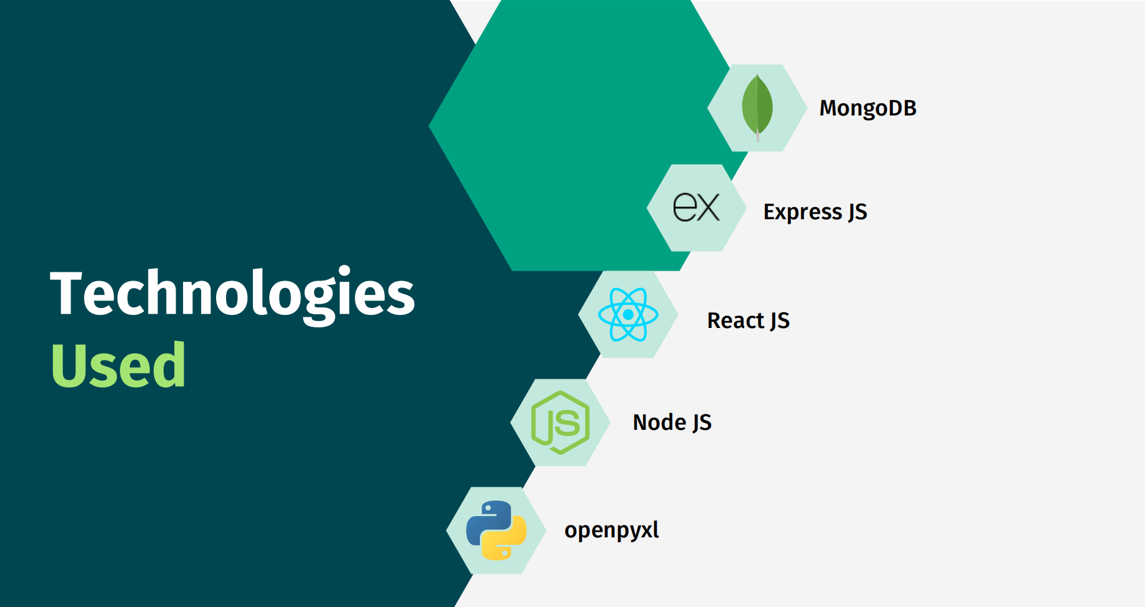 Technologies
Used
MongoDB
ex
Express JS
React JS
JS
Node JS
openpyxl